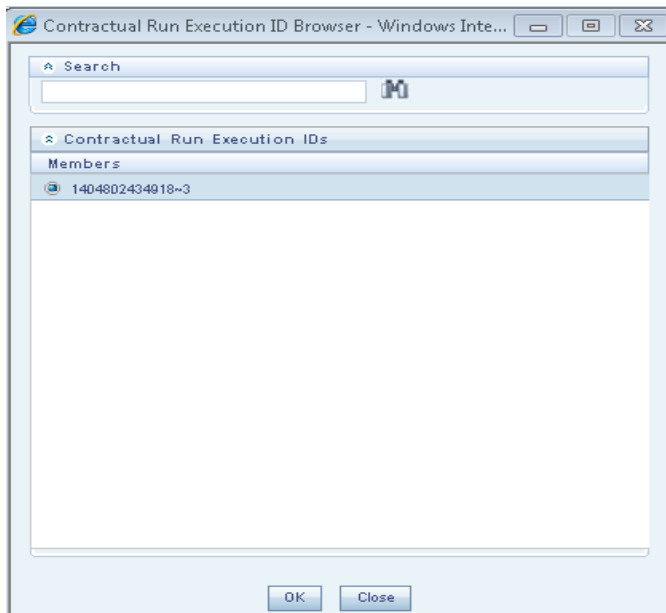 Contractual Run Execution ID Browser - Windows Inte...
Search
Contractual Run Execution IDs
Members
1404802434918~3
OK Close